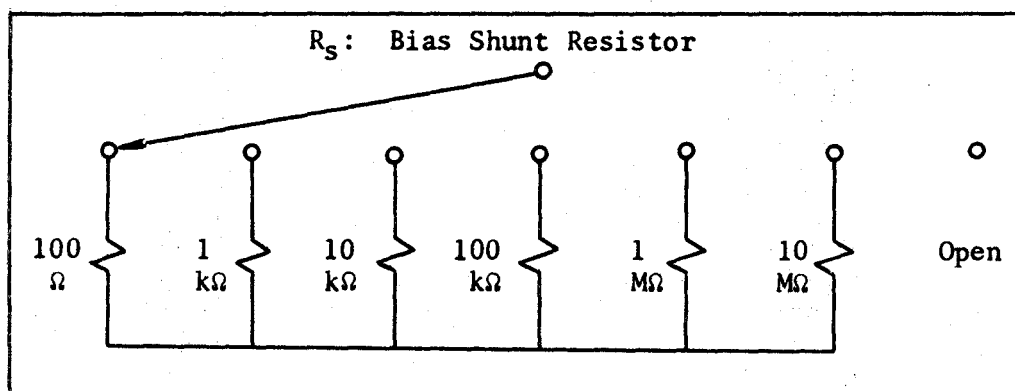 R_s: Bias Shunt Resistor
100 1 10 100 1 10 Open
Ω kΩ kΩ kΩ MΩ MΩ